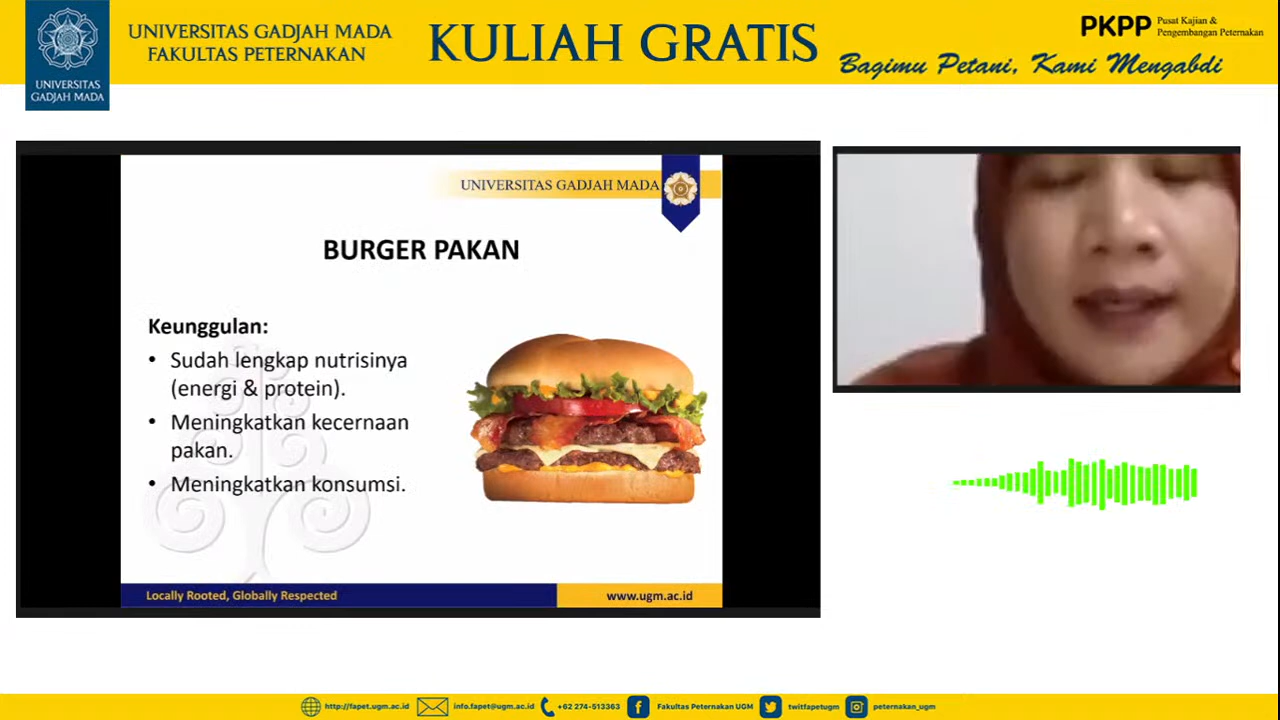 UNIVERSITAS GADJAH MADA
FAKULTAS PETERNAKAN
UNIVERSITAS
GADJAH MADA
KULIAH GRATIS
PKPP
Pusat Kajian &
Pengembangan Peternakan
Bagimu Petani, Kami Mengabdi
UNIVERSITAS GADJAH MADA
BURGER PAKAN
Keunggulan:
• Sudah lengkap nutrisinya
(energi & protein).
• Meningkatkan kecernaan
pakan.
• Meningkatkan konsumsi.
Locally Rooted, Globally Respected
www.ugm.ac.id
http://fapet.ugm.ac.id
info.fapet@ugm.ac.id
+62 274-513363
Fakultas Peternakan UGM
twitfapetugm
peternakan_ugm